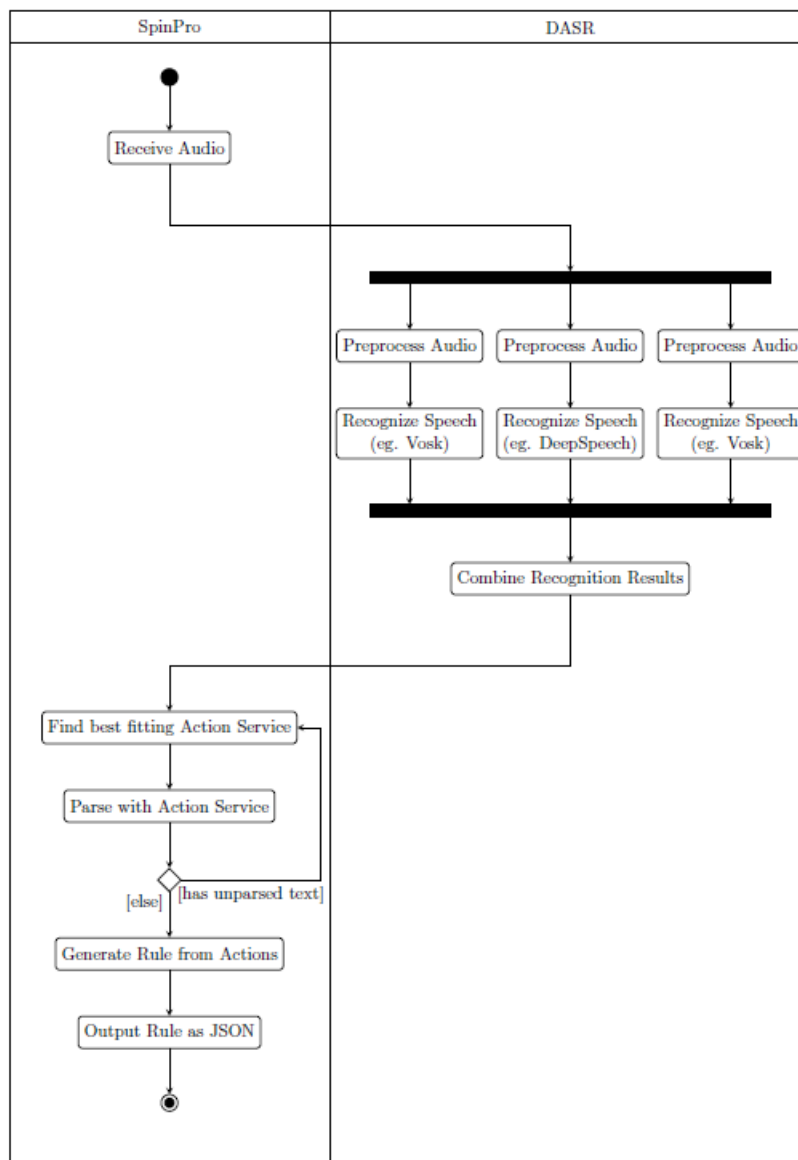 SpinPro
DASR
Receive Audio
Preprocess Audio
Preprocess Audio
Preprocess Audio
Recognize Speech
(eg. Vosk)
Recognize Speech
(eg. DeepSpeech)
Recognize Speech
(eg. Vosk)
Combine Recognition Results
Find best fitting Action Service
Parse with Action Service
[else]
[has unparsed text]
Generate Rule from Actions
Output Rule as JSON